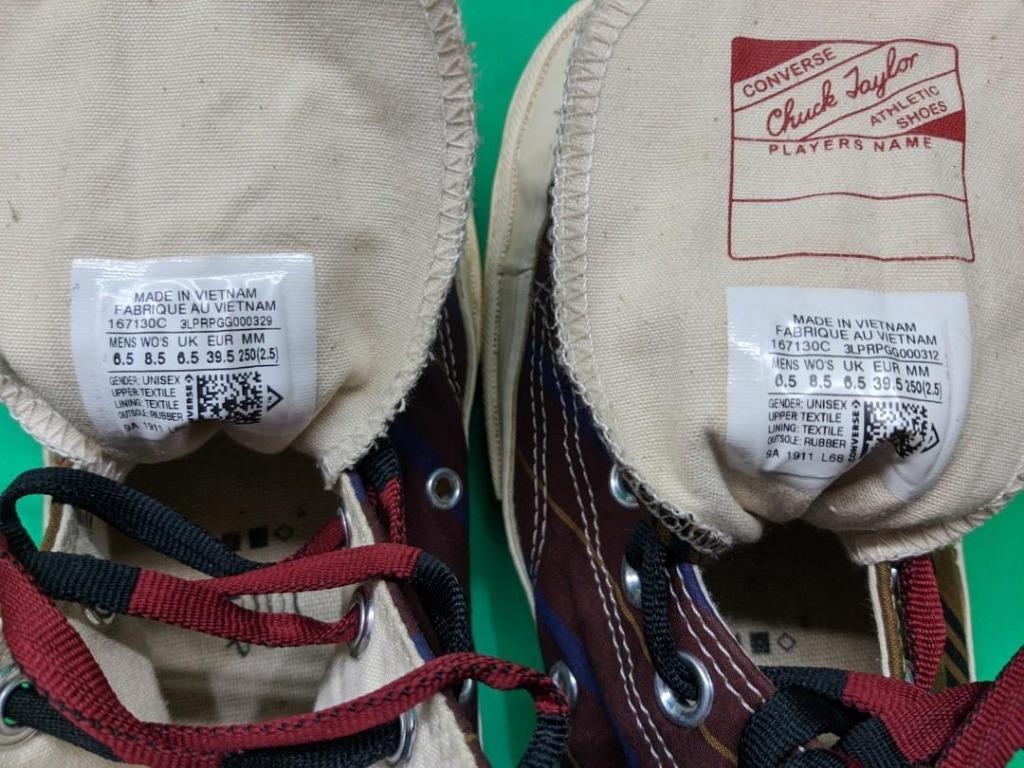 MADE IN VIETNAM
FABRIQUE AU VIETNAM
167130C 3LPRPGG000329
MENS WO'S UK EUR MM
6.5 8.5 6.5 39.5 250(2.5)
GENDER: UNISEX
UPPER:TEXTILE
LINING: TEXTILE
OUTSOLE: RUBBER
9A 1911
CONVERSE
Chuck Taylor
ATHLETIC
SHOES
PLAYERS NAME
MADE IN VIETNAM
FABRIQUE AU VIETNAM
167130C 3LPRPGG000312
MENS WO'S UK EUR MM
6.5 8.5 6.5 39.5 250(2.5)
GENDER: UNISEX
UPPER TEXTILE
LINING: TEXTILE
OUTSOLE: RUBBER
9A 1911 L68
CONVERSE